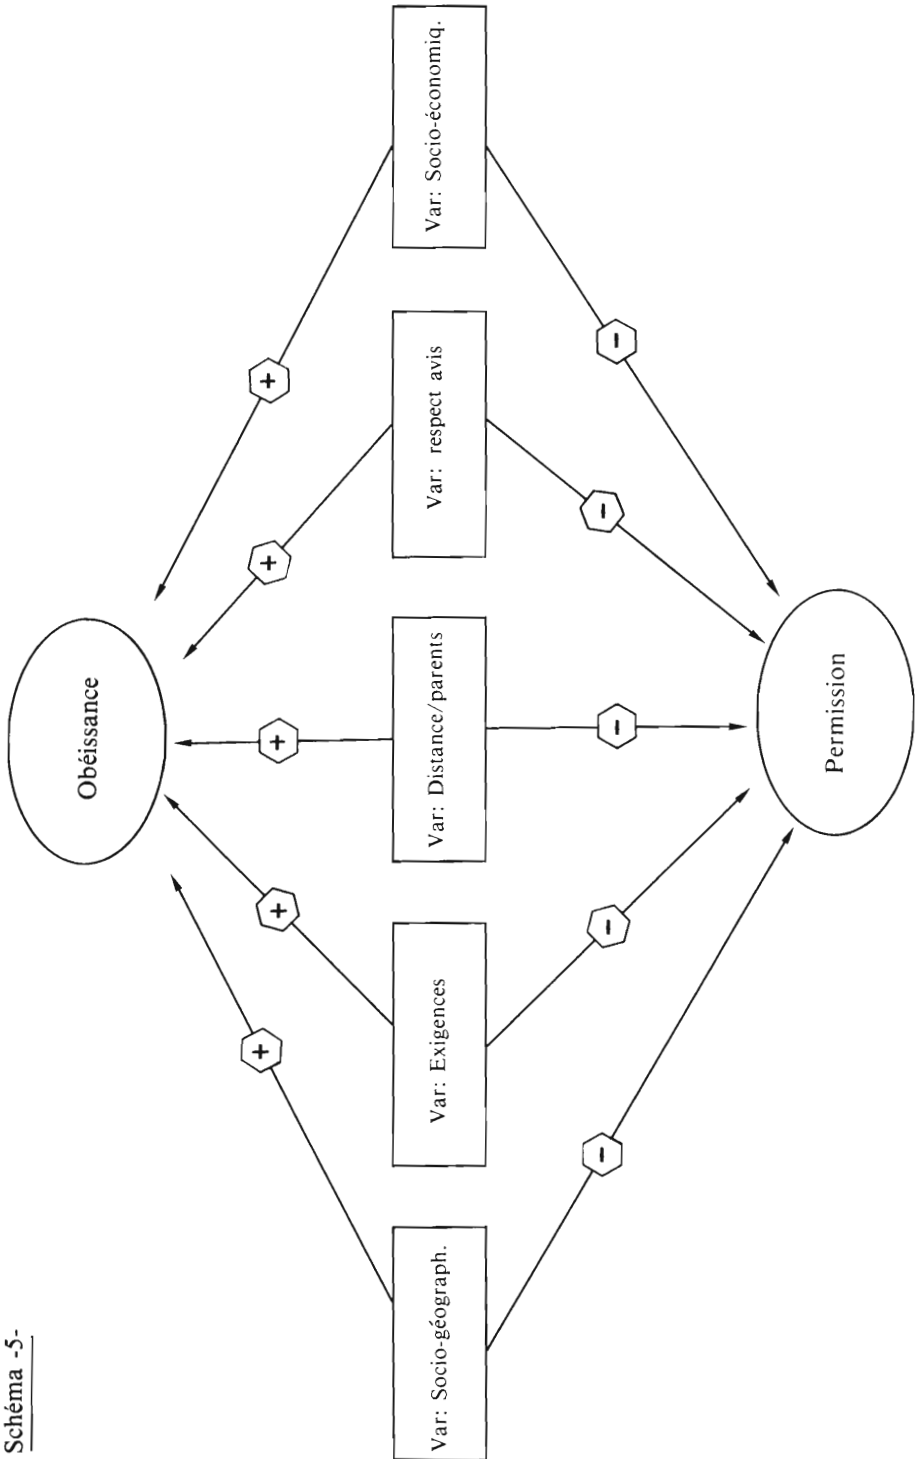 Schéma -5-
Obéissance
+
+
+
+
+
Var: Socio-géograph.
Var: Exigences
Var: Distance/parents
Var: respect avis
Var: Socio-économiq.
-
-
-
-
-
Permission